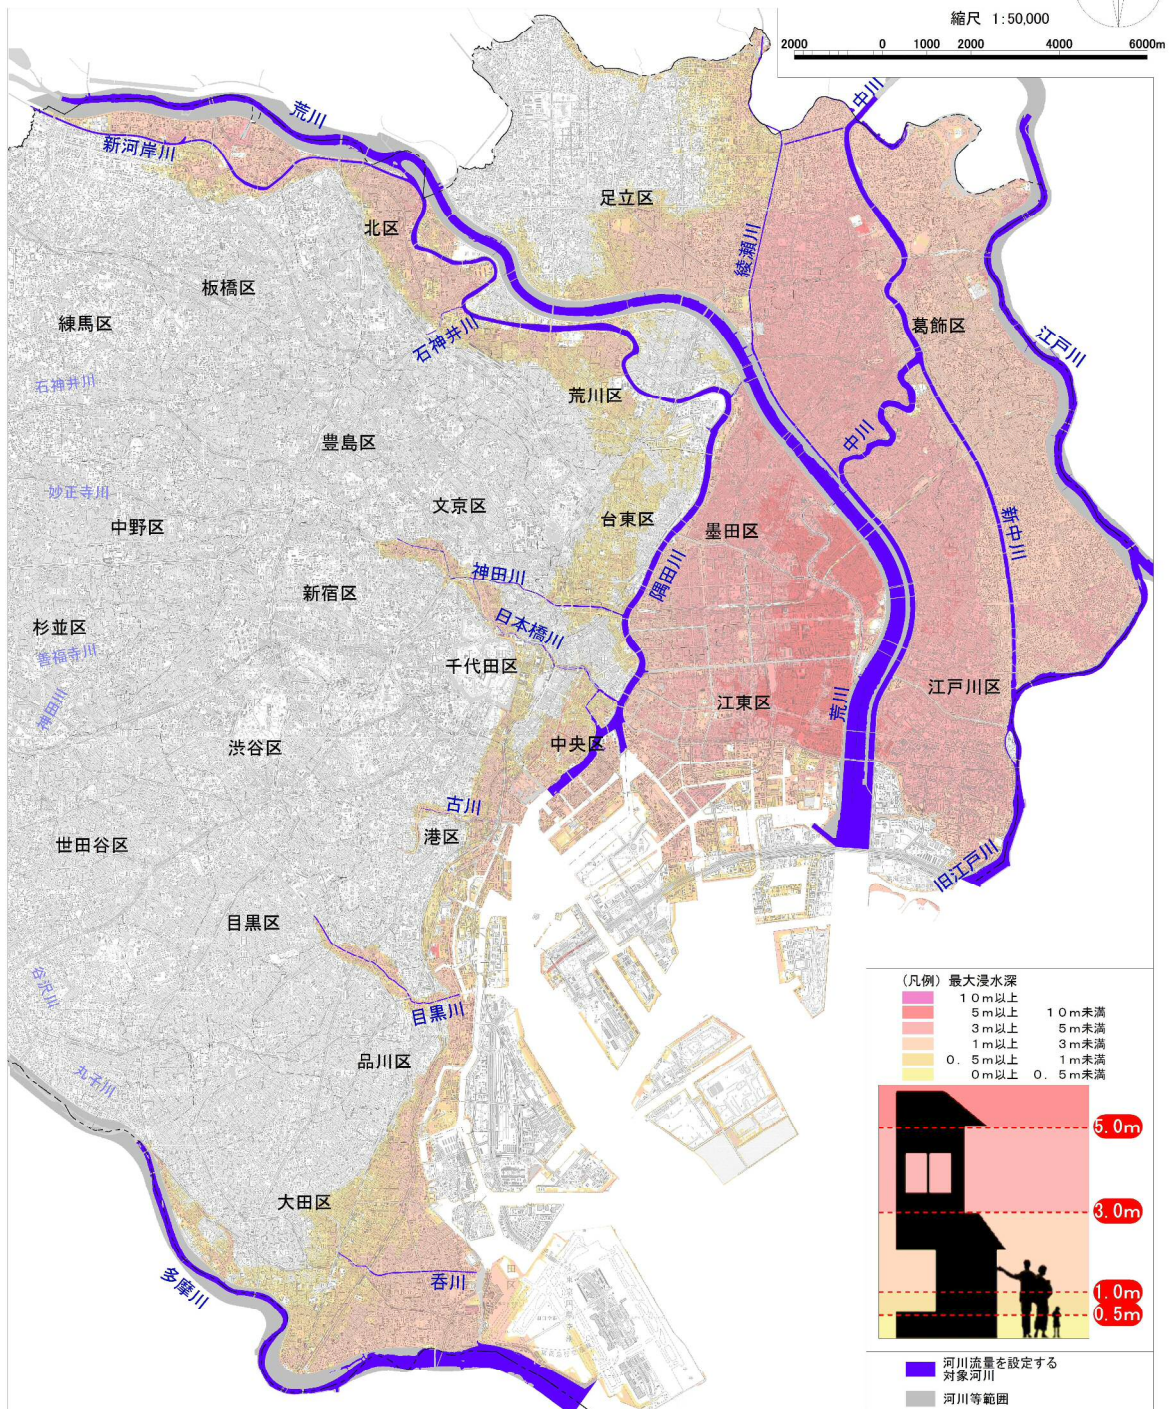 縮尺 1:50,000
2000 0 1000 2000 4000 6000m
荒川
中川
新河岸川
足立区
北区
綾瀬川
板橋区
練馬区
葛飾区
石神井川
江戸川
石神井川
荒川区
豊島区
中川
妙正寺川
文京区
中野区
台東区
墨田区
新中川
神田川
新宿区
隅田川
日本橋川
杉並区
善福寺川
千代田区
江戸川区
神田川
江東区
荒川
渋谷区
中央区
古川
港区
世田谷区
旧江戸川
目黒区
谷沢川
目黒川
品川区
丸子川
大田区
多摩川
呑川
(凡例) 最大浸水深
10m以上
5m以上 10m未満
3m以上 5m未満
1m以上 3m未満
0.5m以上 1m未満
0m以上 0.5m未満
5.0m
3.0m
1.0m
0.5m
河川流量を設定する
対象河川
河川等範囲